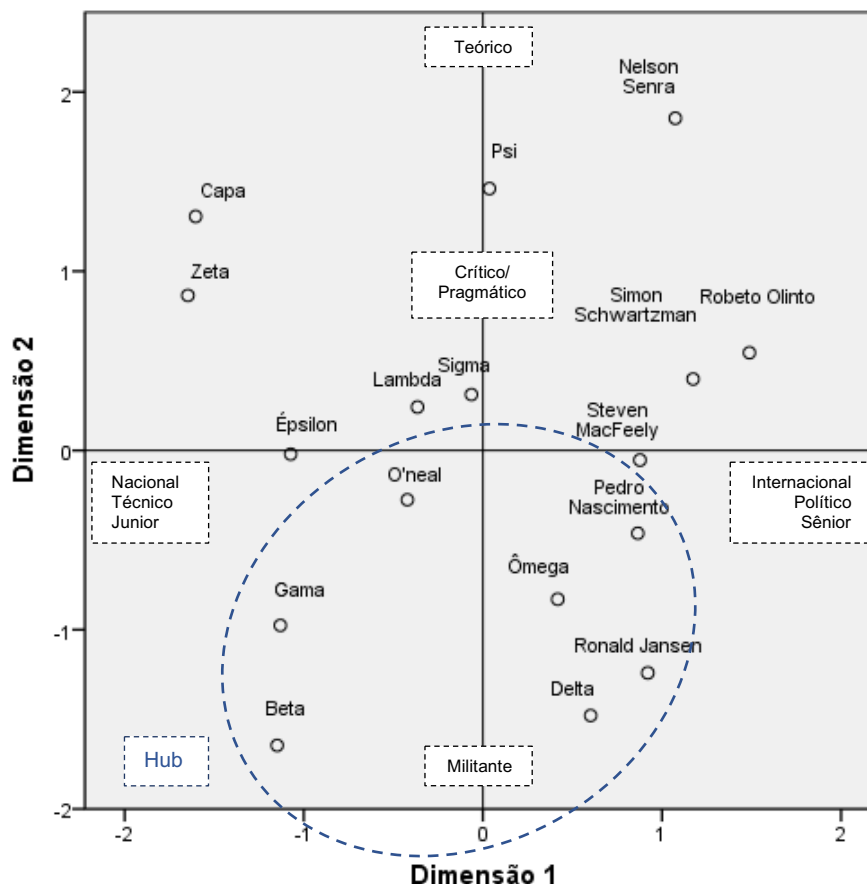 Teórico
Nelson
Senra
2
Psi
Capa
Zeta
1
Crítico/
Pragmático
Simon
Schwartzman
Robeto Olinto
Dimensão 2
Sigma
Lambda
Steven
MacFeely
Épsilon
0
Nacional
Técnico
Junior
O'neal
Pedro
Nascimento
Internacional
Político
Sênior
Ômega
Gama
-1
Ronald Jansen
Delta
Beta
Hub
Militante
-2
-2
-1
0
1
2
Dimensão 1